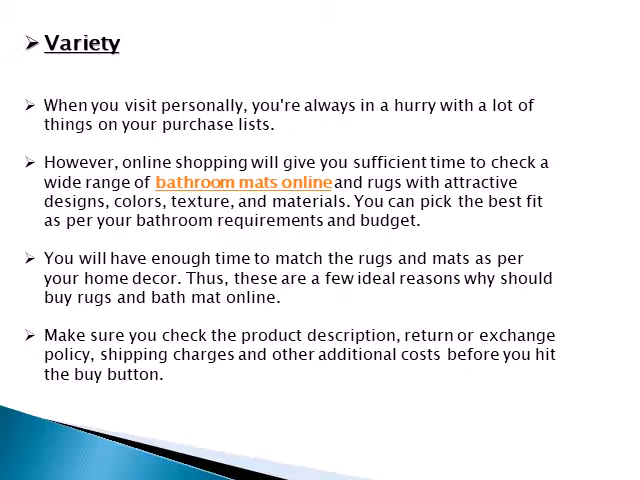 ➢ Variety
➢ When you visit personally, you're always in a hurry with a lot of
things on your purchase lists.
➢ However, online shopping will give you sufficient time to check a
wide range of bathroom mats online and rugs with attractive
designs, colors, texture, and materials. You can pick the best fit
as per your bathroom requirements and budget.
➢ You will have enough time to match the rugs and mats as per
your home decor. Thus, these are a few ideal reasons why should
buy rugs and bath mat online.
➢ Make sure you check the product description, return or exchange
policy, shipping charges and other additional costs before you hit
the buy button.